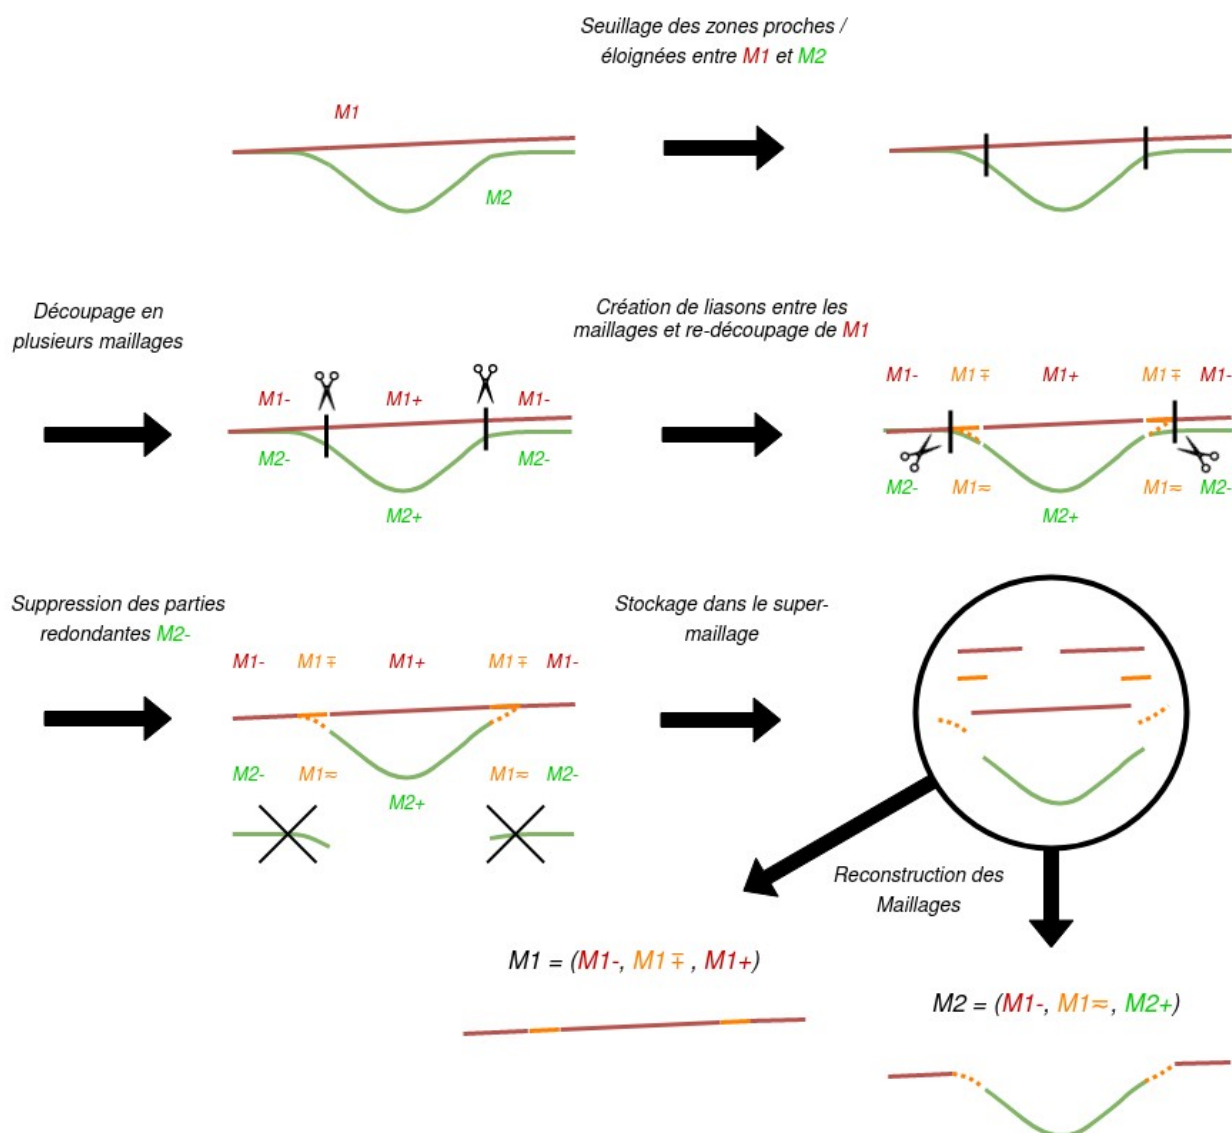 Seuillage des zones proches /
éloignées entre M1 et M2
M1
M2
Découpage en
plusieurs maillages
M1- M1+ M1-
M2- M2-
M2+
Création de liasons entre les
maillages et re-découpage de M1
M1- M1∓ M1+ M1∓ M1-
M2- M1≂ M1≂ M2-
M2+
Suppression des parties
redondantes M2-
M1- M1∓ M1+ M1∓ M1-
M2- M1≂ M1≂ M2-
M2+
Stockage dans le super-
maillage
Reconstruction des
Maillages
M1 = (M1-, M1∓ , M1+)
M2 = (M1-, M1≂, M2+)